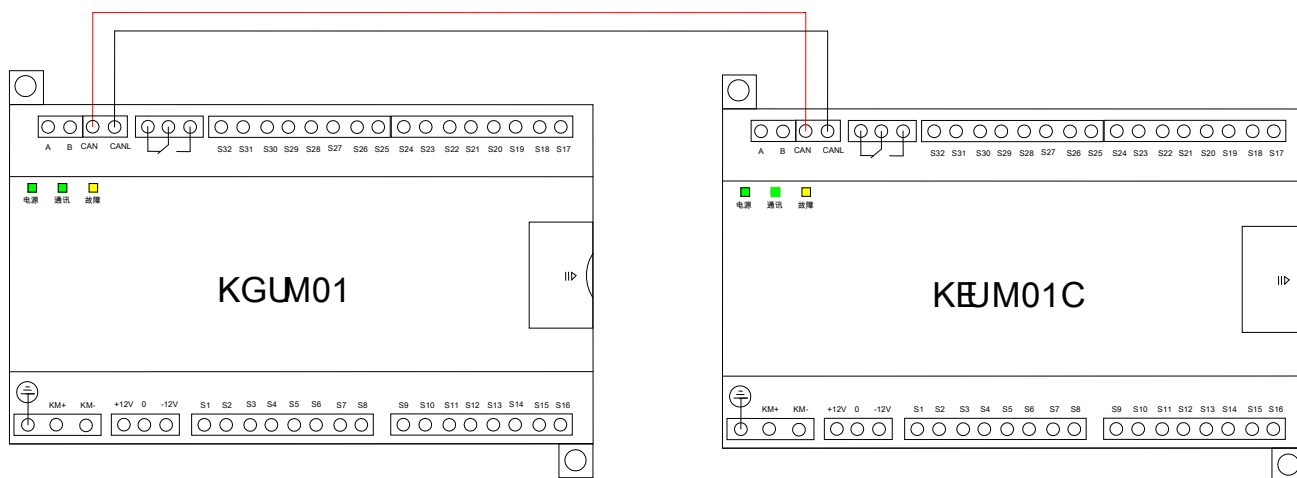 A B CAN CANL S32 S31 S30 S29 S28 S27 S26 S25 S24 S23 S22 S21 S20 S19 S18 S17
电源 通讯 故障
KGUM01
KM+ KM- +12V 0 -12V S1 S2 S3 S4 S5 S6 S7 S8 S9 S10 S11 S12 S13 S14 S15 S16
A B CAN CANL S32 S31 S30 S29 S28 S27 S26 S25 S24 S23 S22 S21 S20 S19 S18 S17
电源 通讯 故障
KEUM01C
KM+ KM- +12V 0 -12V S1 S2 S3 S4 S5 S6 S7 S8 S9 S10 S11 S12 S13 S14 S15 S16